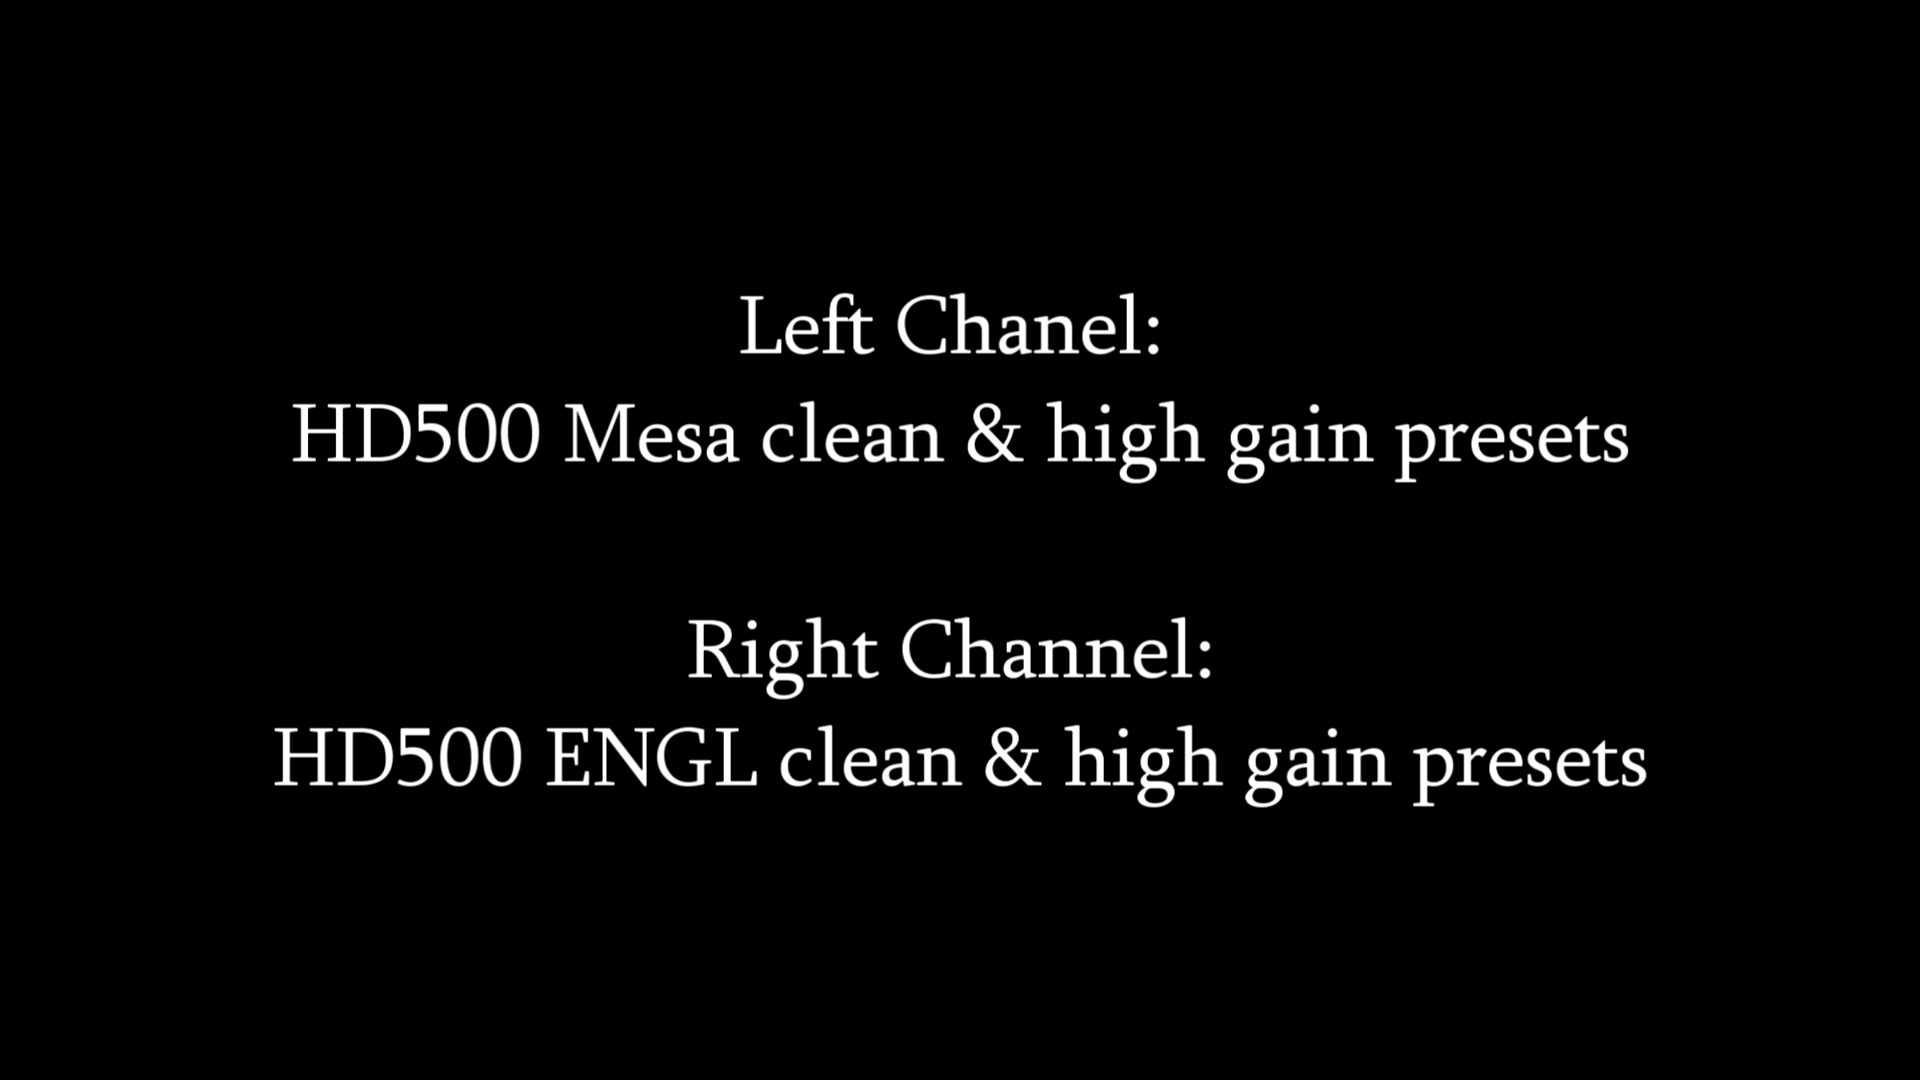 Left Chanel:
HD500 Mesa clean & high gain presets
Right Channel:
HD500 ENGL clean & high gain presets